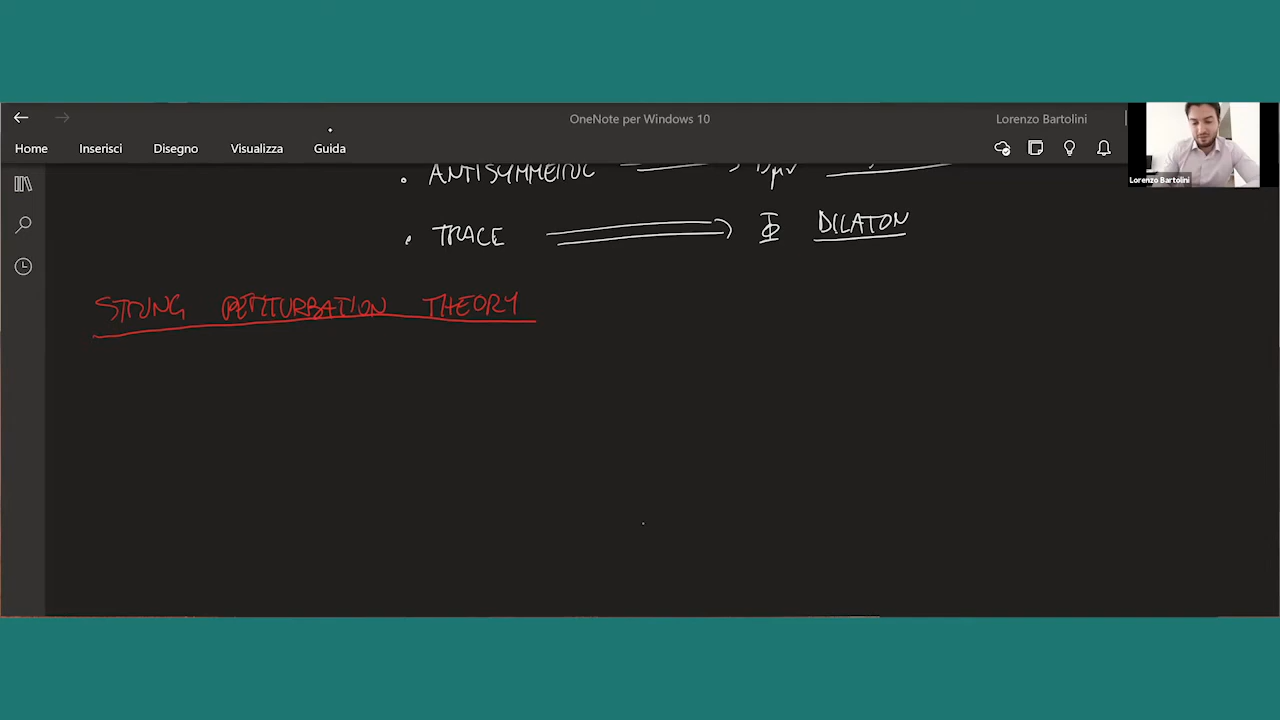 OneNote per Windows 10
Lorenzo Bartolini
Home Inserisci Disegno Visualizza Guida
Lorenzo Bartolini
• ANTISYMMETRIC
• TRACE ⟹ Φ DILATON
STRING PERTURBATION THEORY